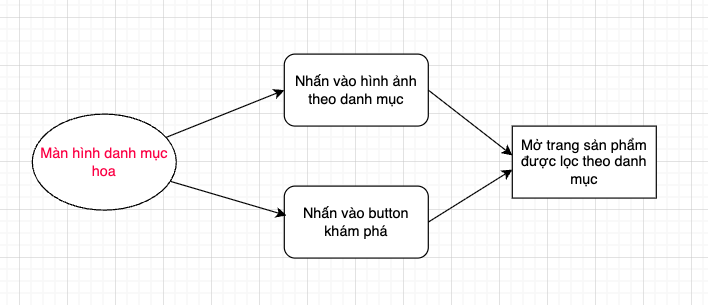 Màn hình danh mục
hoa
Nhấn vào hình ảnh
theo danh mục
Nhấn vào button
khám phá
Mở trang sản phẩm
được lọc theo danh
mục